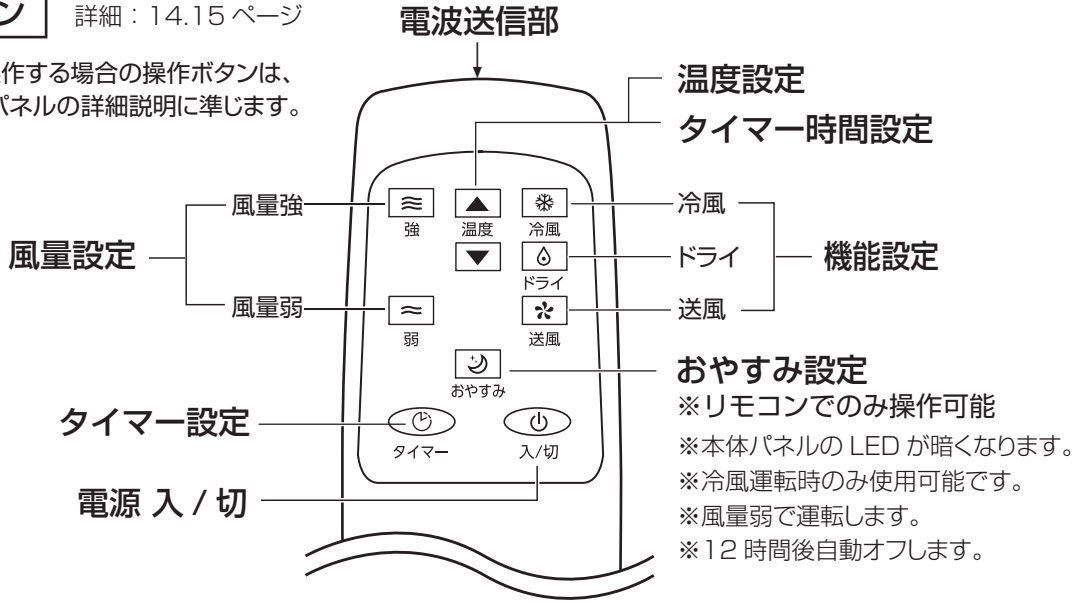 ン
詳細：14.15 ページ
作する場合の操作ボタンは、
パネルの詳細説明に準じます。
電波送信部
温度設定
タイマー時間設定
風量設定
風量強
風量弱
強
温度
冷風
ドライ
弱
送風
おやすみ
タイマー
入/切
冷風
ドライ
送風
機能設定
タイマー設定
電源 入 / 切
おやすみ設定
※リモコンでのみ操作可能
※本体パネルの LED が暗くなります。
※冷風運転時のみ使用可能です。
※風量弱で運転します。
※12 時間後自動オフします。